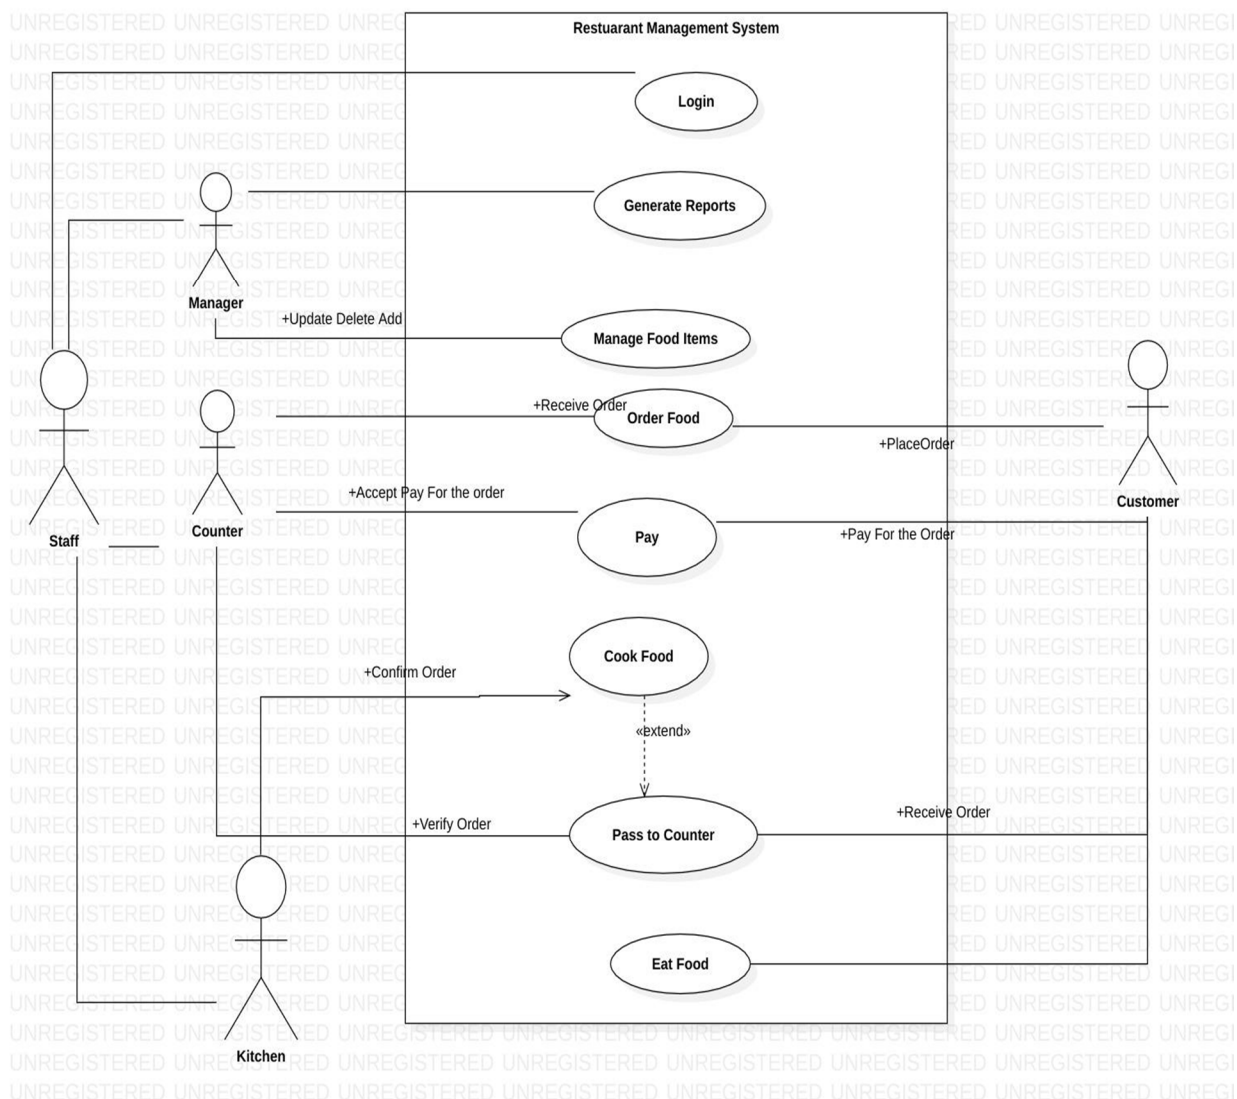 Restuarant Management System
Login
Generate Reports
Manager
+Update Delete Add
Manage Food Items
+Receive Order
Order Food
+PlaceOrder
+Accept Pay For the order
Customer
Counter
Staff
Pay
+Pay For the Order
Cook Food
+Confirm Order
«extend»
+Receive Order
+Verify Order
Pass to Counter
Eat Food
Kitchen
UNREGISTERED